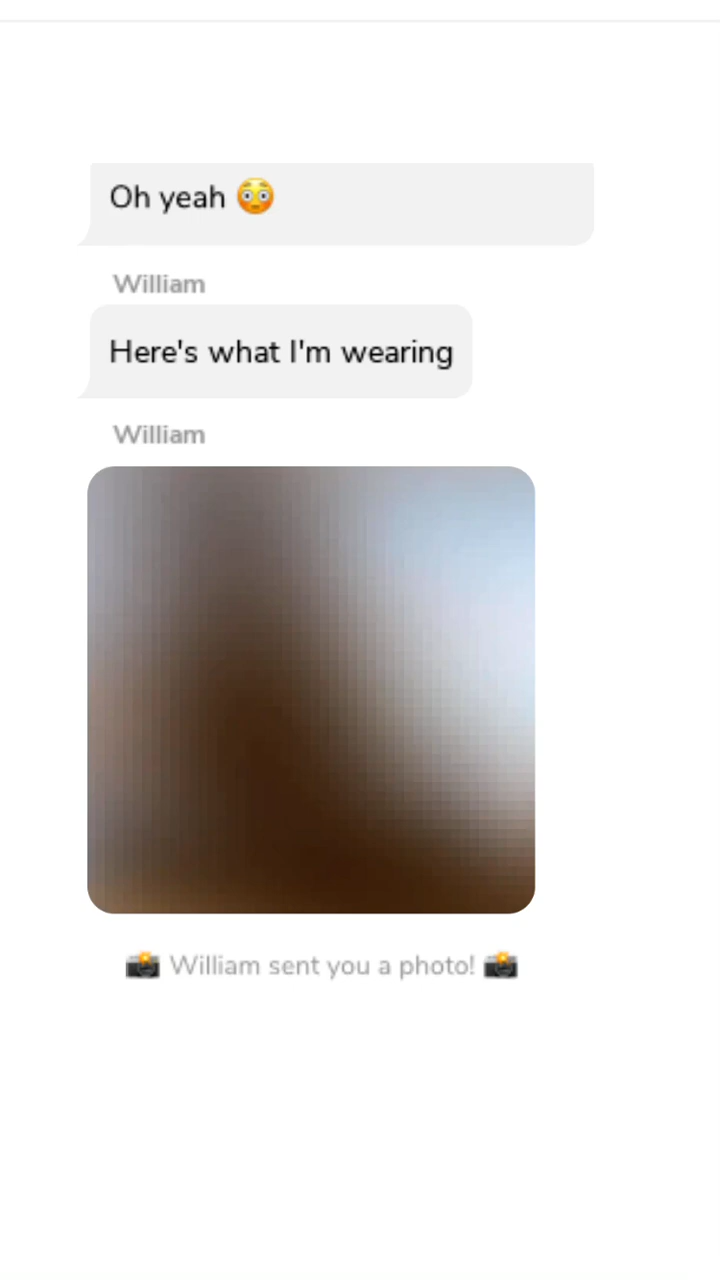 Oh yeah 😳
William
Here's what I'm wearing
William
📸 William sent you a photo! 📸